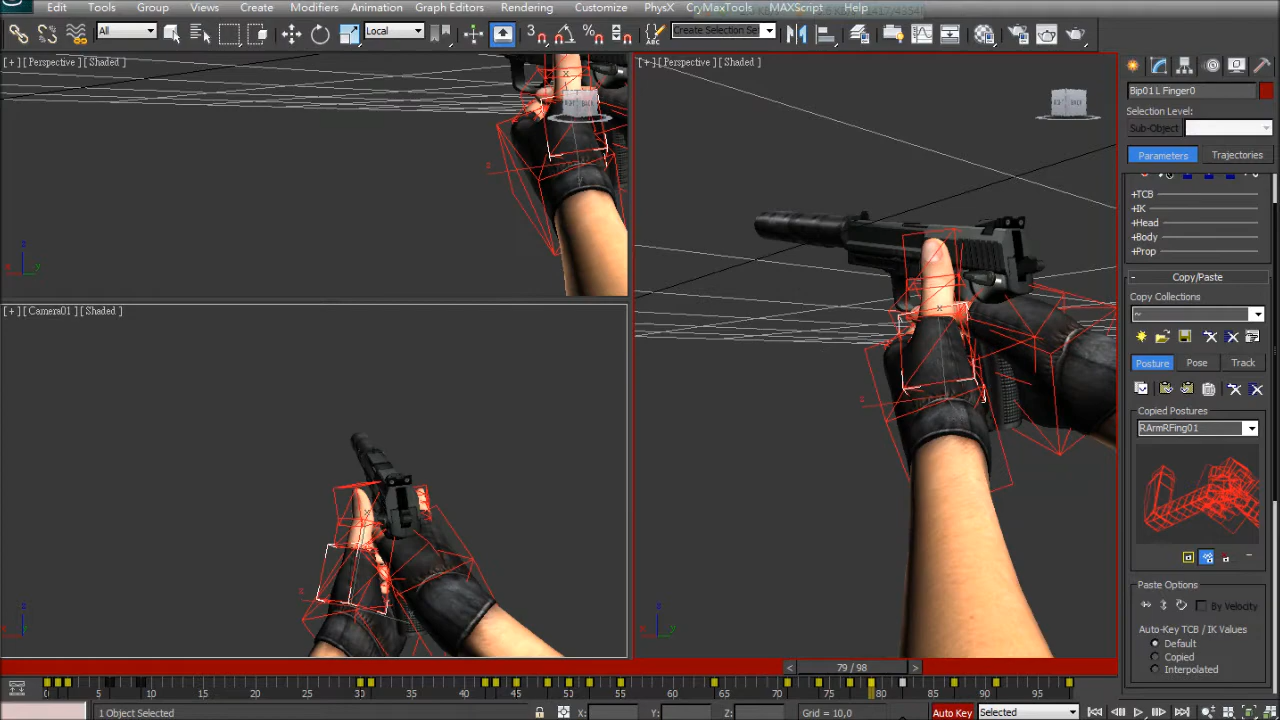 Edit Tools Group Views Create Modifiers Animation Graph Editors Rendering Customize PhysX CryMaxTools MAXScript Help
All Local Create Selection Se
[ + ] [ Perspective ] [ Shaded ]
[ + ] [ Perspective ] [ Shaded ]
[ + ] [ Camera01 ] [ Shaded ]
Bip01 L Finger0
Selection Level:
Sub-Object
Parameters Trajectories
+TCB
+IK
+Head
+Body
+Prop
- Copy/Paste
Copy Collections
~
Posture Pose Track
Copied Postures
RArmRFing01
Paste Options
By Velocity
Auto-Key TCB / IK Values
Default
Copied
Interpolated
< 79 / 98 >
0 5 10 15 20 25 30 35 40 45 50 55 60 65 70 75 80 85 90 95
1 Object Selected X: Y: Z: Grid = 10,0 Auto Key Selected